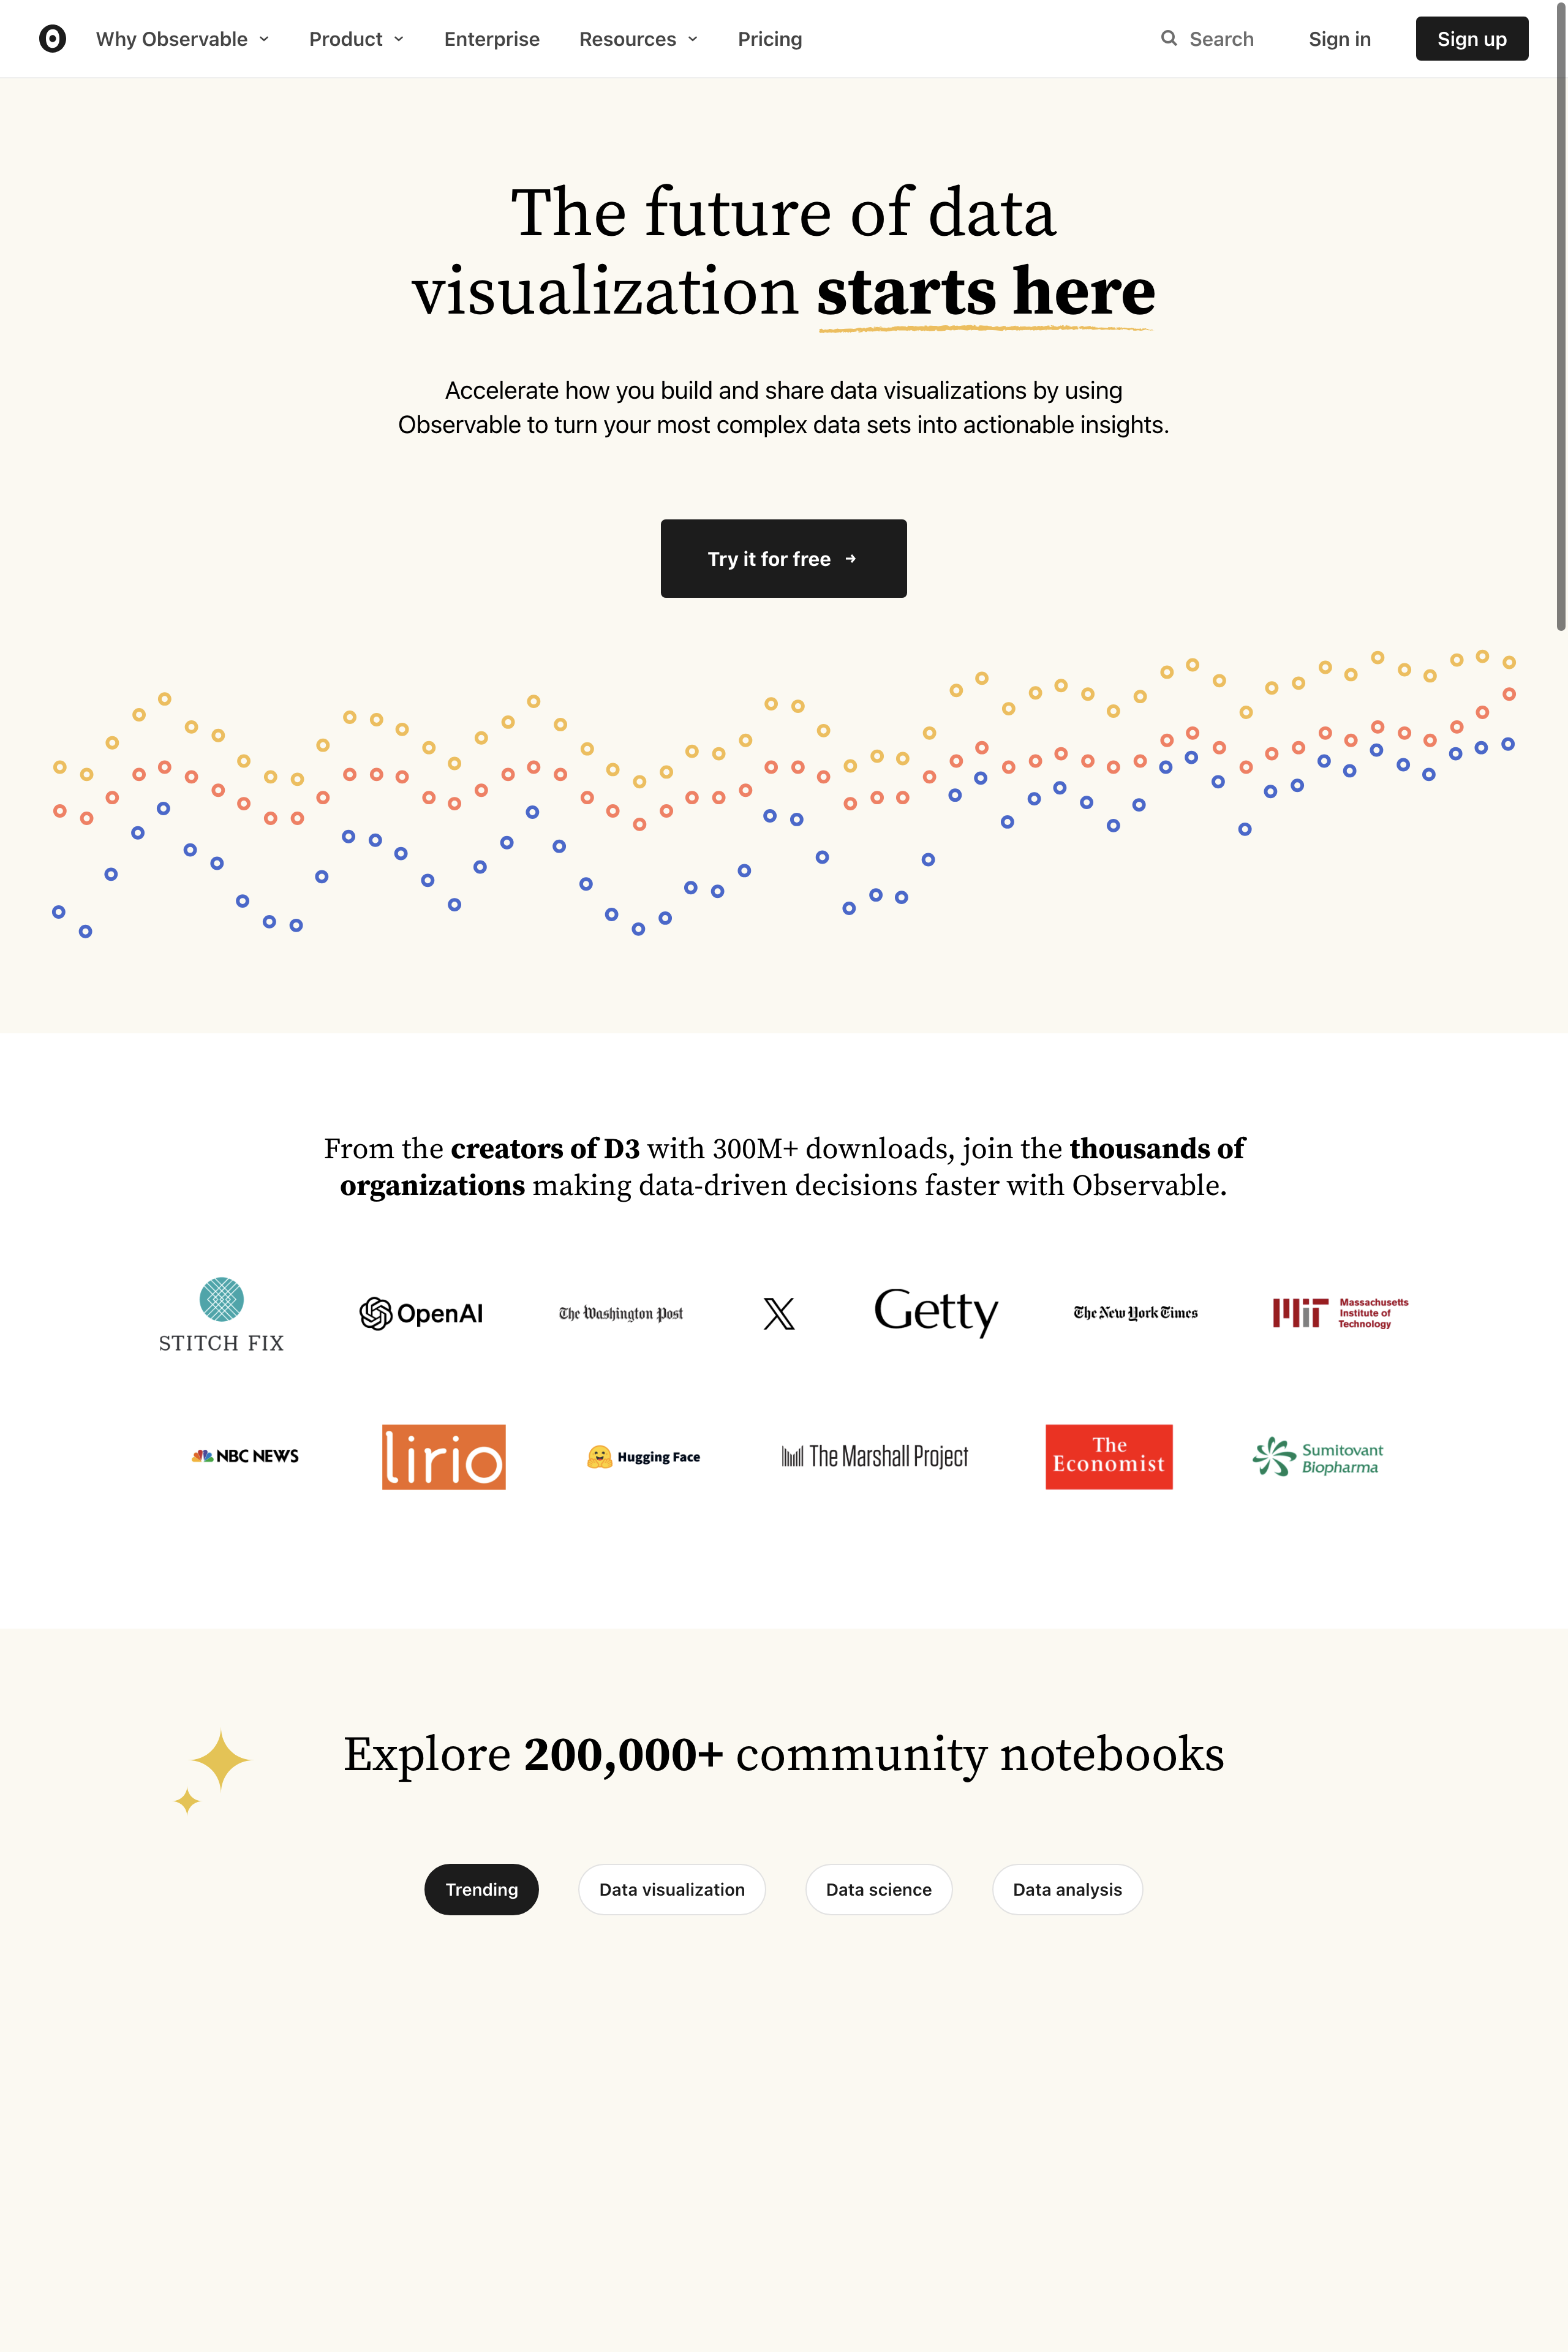 Why Observable
Product
Enterprise
Resources
Pricing
Search
Sign in
Sign up
The future of data
visualization starts here
Accelerate how you build and share data visualizations by using
Observable to turn your most complex data sets into actionable insights.
Try it for free →
From the creators of D3 with 300M+ downloads, join the thousands of
organizations making data-driven decisions faster with Observable.
STITCH FIX
OpenAI
The Washington Post
X
Getty
The New York Times
MIT
Massachusetts
Institute of
Technology
NBC NEWS
lirio
Hugging Face
The Marshall Project
The
Economist
Sumitovant
Biopharma
Explore 200,000+ community notebooks
Trending
Data visualization
Data science
Data analysis